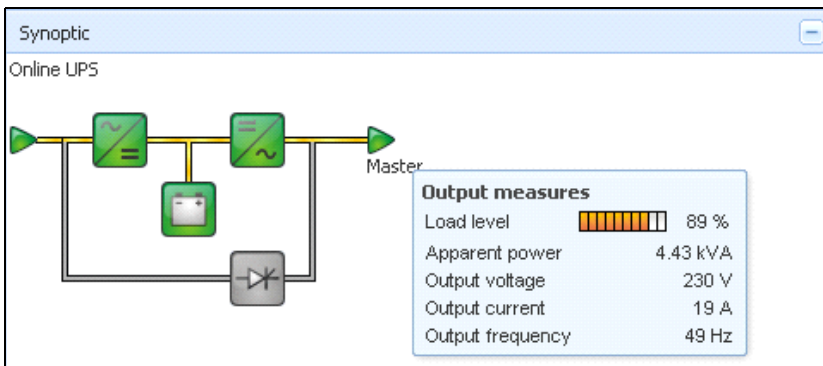 Synoptic
Online UPS
Master
Output measures
Load level 89 %
Apparent power 4.43 kVA
Output voltage 230 V
Output current 19 A
Output frequency 49 Hz